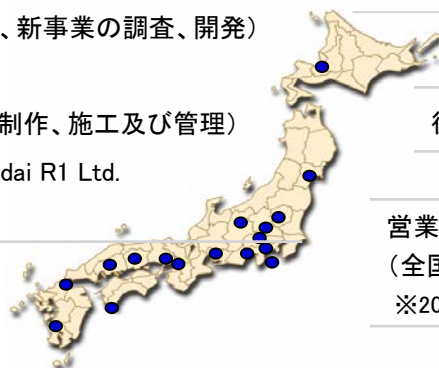 、新事業の調査、開発）
制作、施工及び管理）
dai R1 Ltd.
営業
（全国
※20